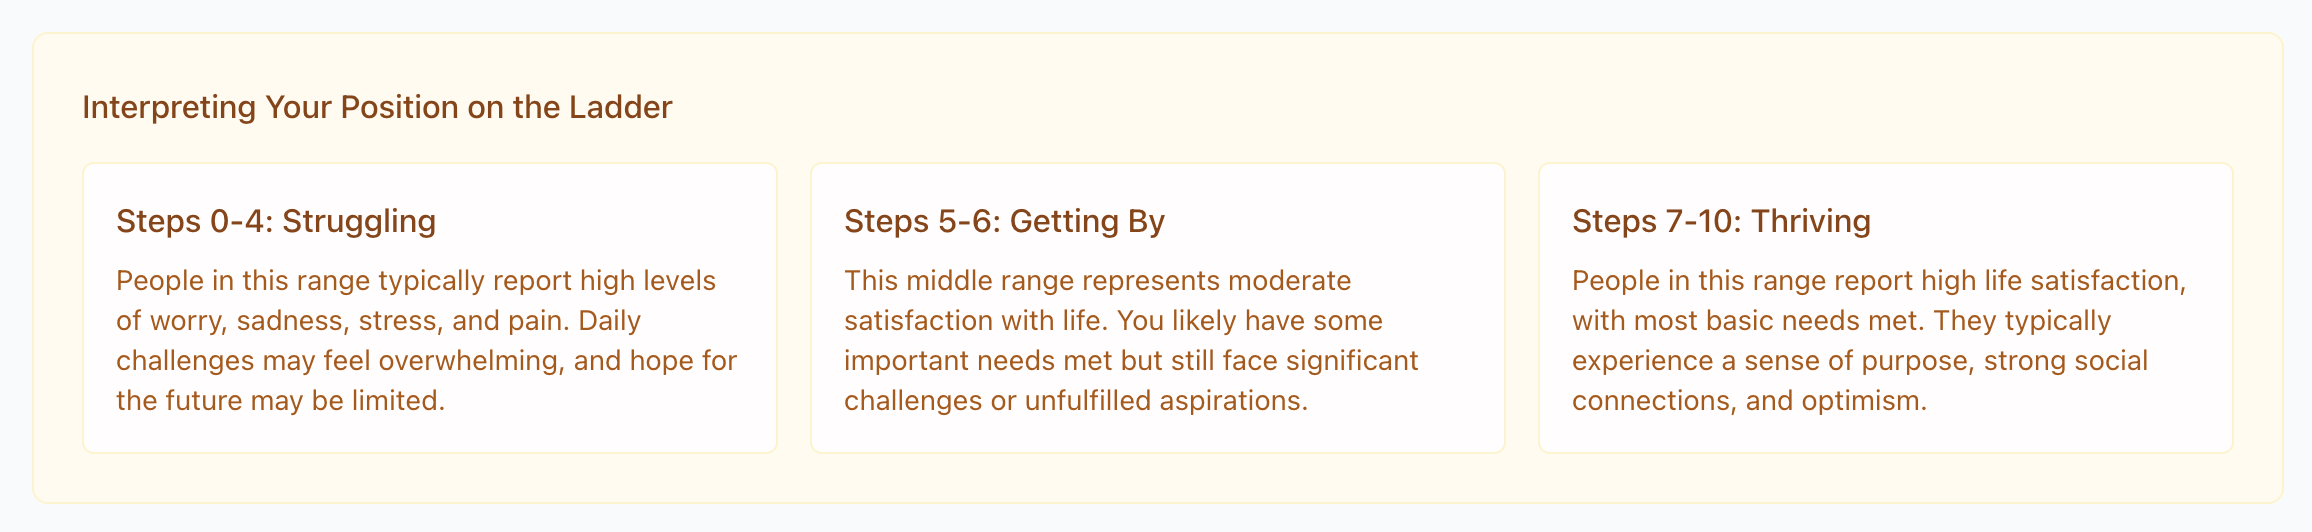 Interpreting Your Position on the Ladder
Steps 0-4: Struggling
People in this range typically report high levels
of worry, sadness, stress, and pain. Daily
challenges may feel overwhelming, and hope for
the future may be limited.
Steps 5-6: Getting By
This middle range represents moderate
satisfaction with life. You likely have some
important needs met but still face significant
challenges or unfulfilled aspirations.
Steps 7-10: Thriving
People in this range report high life satisfaction,
with most basic needs met. They typically
experience a sense of purpose, strong social
connections, and optimism.